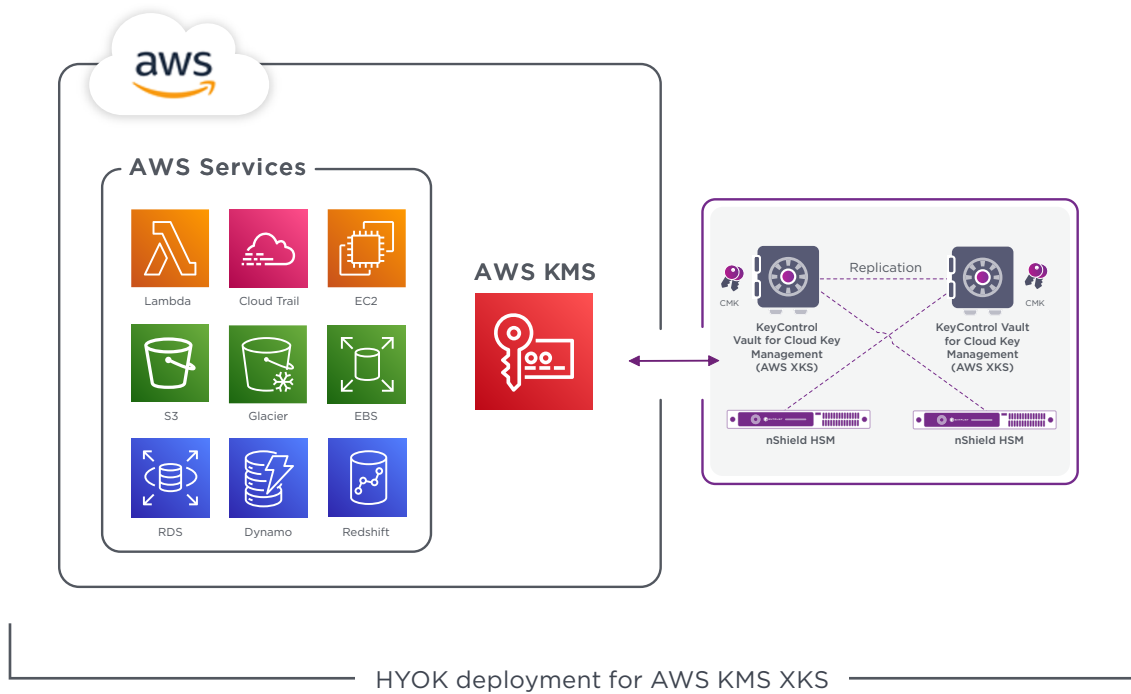 aws
AWS Services
Lambda
Cloud Trail
EC2
S3
Glacier
EBS
RDS
Dynamo
Redshift
AWS KMS
Replication
CMK
CMK
KeyControl
Vault for Cloud Key
Management
(AWS XKS)
KeyControl Vault
for Cloud Key
Management
(AWS XKS)
nShield HSM
nShield HSM
HYOK deployment for AWS KMS XKS